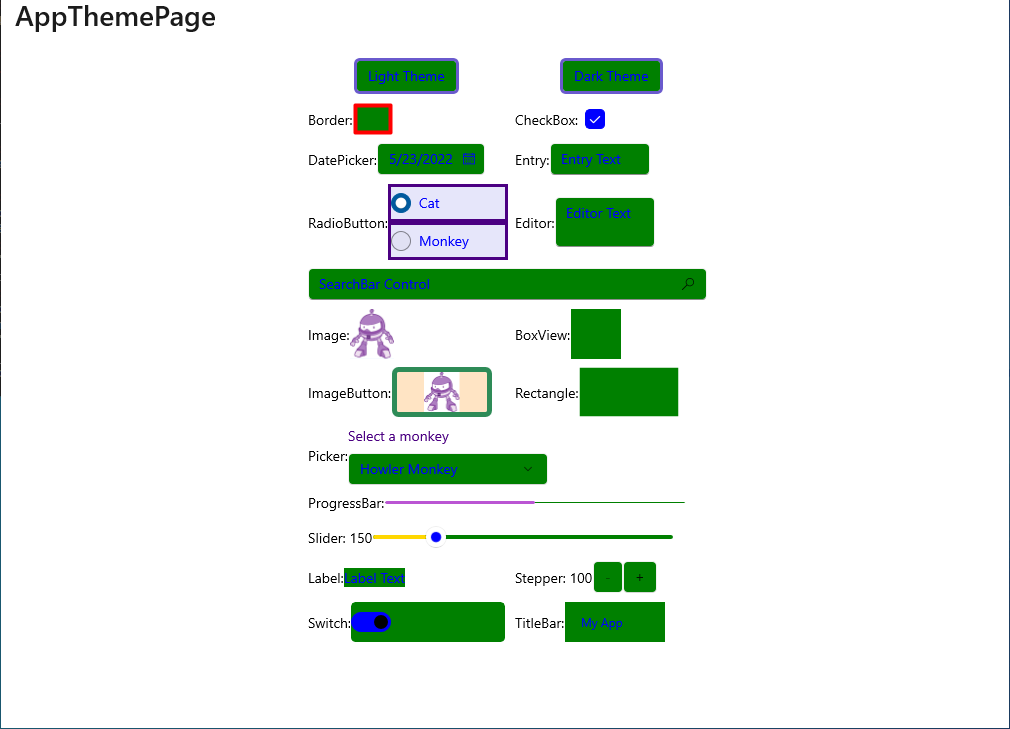 AppThemePage
Light Theme Dark Theme
Border: CheckBox:
DatePicker: 5/23/2022 Entry: Entry Text
RadioButton: Cat
Monkey
Editor: Editor Text
SearchBar Control
Image: BoxView:
ImageButton: Rectangle:
Select a monkey
Picker: Howler Monkey
ProgressBar:
Slider: 150
Label: Label Text Stepper: 100 - +
Switch: TitleBar: My App